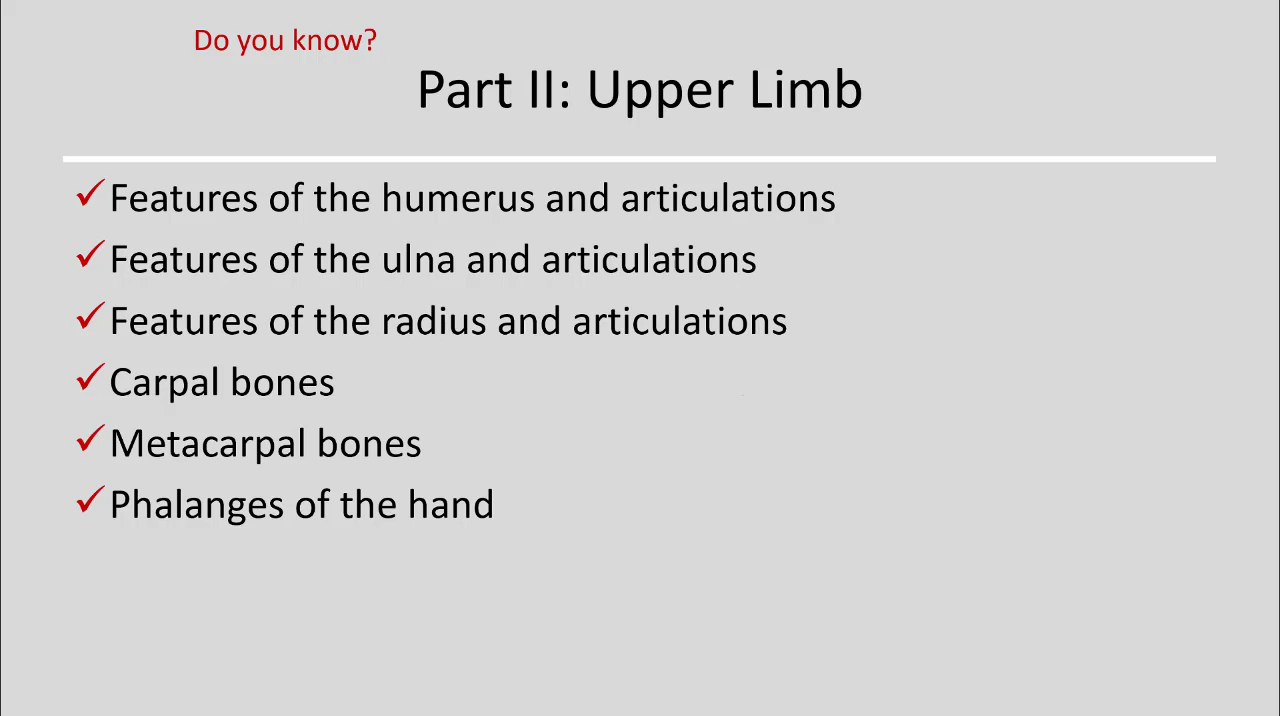 Do you know?
Part II: Upper Limb
Features of the humerus and articulations
Features of the ulna and articulations
Features of the radius and articulations
Carpal bones
Metacarpal bones
Phalanges of the hand